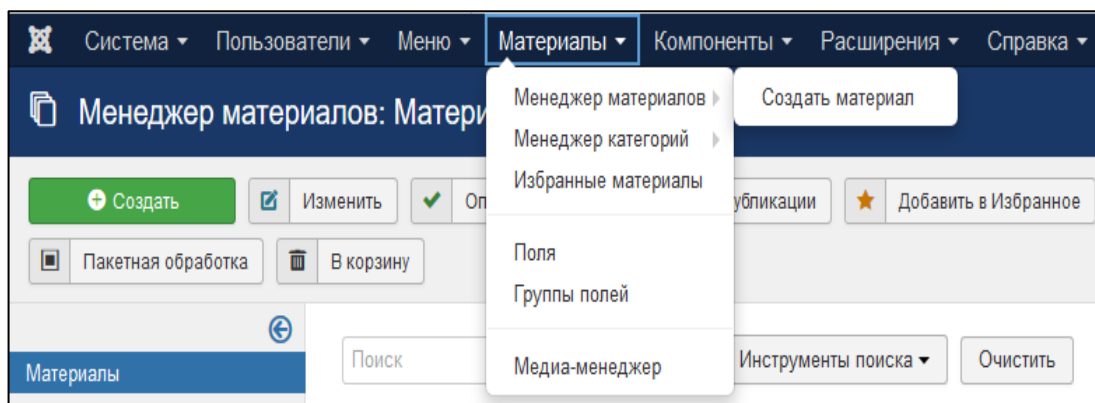 Система Пользователи Меню Материалы Компоненты Расширения Справка
Менеджер материалов: Матери
Менеджер материалов
Создать материал
Менеджер категорий
Избранные материалы
Поля
Группы полей
Медиа-менеджер
Создать Изменить Оп убликации Добавить в Избранное
Пакетная обработка В корзину
Материалы
Поиск Инструменты поиска Очистить